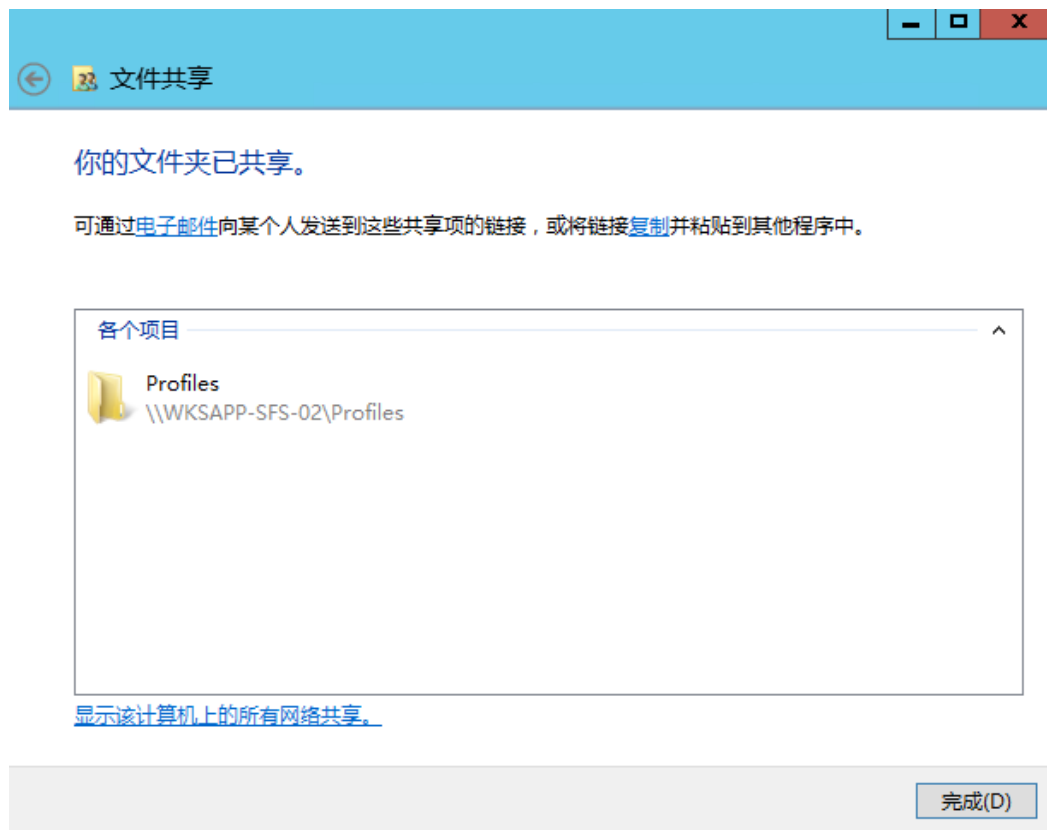 文件共享
你的文件夹已共享。
可通过电子邮件向某个人发送到这些共享项的链接，或将链接复制并粘贴到其他程序中。
各个项目
Profiles
\\WKSAPP-SFS-02\Profiles
显示该计算机上的所有网络共享。
完成(D)